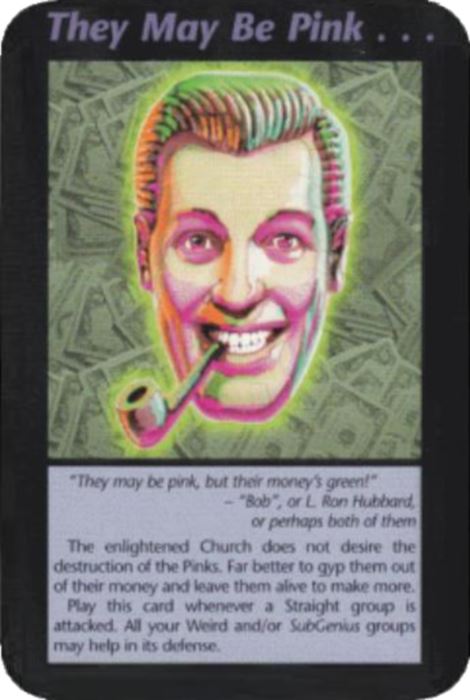 They May Be Pink . . .
"They may be pink, but their money's green!"
– "Bob", or L. Ron Hubbard,
or perhaps both of them
The enlightened Church does not desire the
destruction of the Pinks. Far better to gyp them out
of their money and leave them alive to make more.
Play this card whenever a Straight group is
attacked. All your Weird and/or SubGenius groups
may help in its defense.